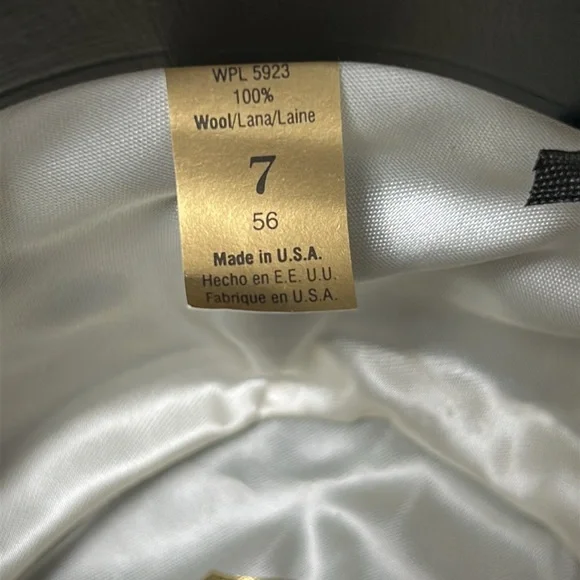 WPL 5923
100%
Wool/Lana/Laine
7
56
Made in U.S.A.
Hecho en E.E. U.U.
Fabrique en U.S.A.